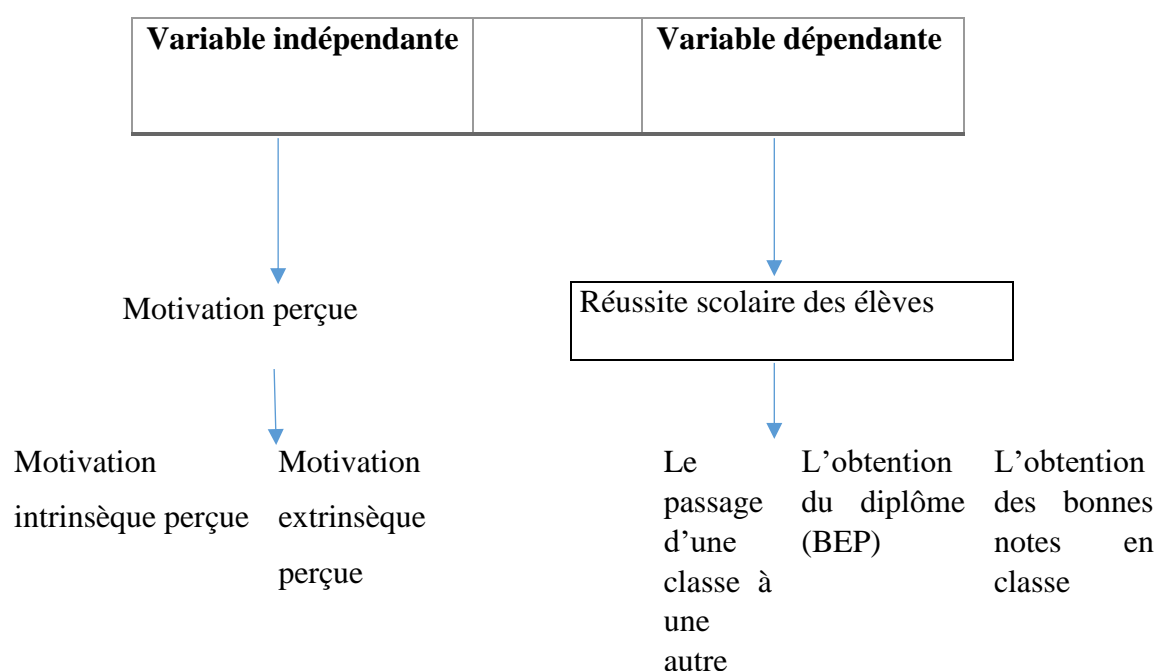 Variable indépendante
Variable dépendante
Motivation perçue
Réussite scolaire des élèves
Motivation
intrinsèque perçue
Motivation
extrinsèque
perçue
Le
passage
d’une
classe à
une
autre
L’obtention
du diplôme
(BEP)
L’obtention
des bonnes
notes en
classe